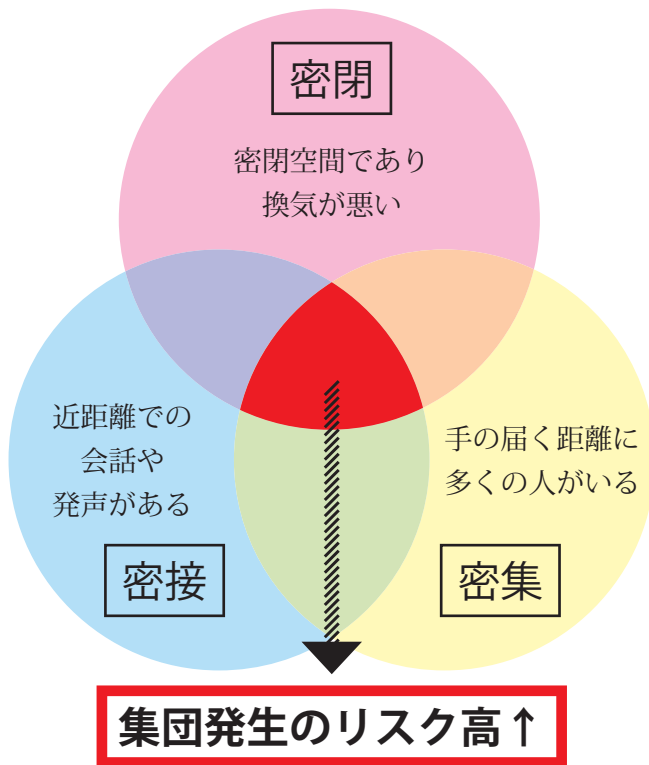 密閉
密閉空間であり
換気が悪い
近距離での
会話や
発声がある
密接
手の届く距離に
多くの人がいる
密集
集団発生のリスク高↑